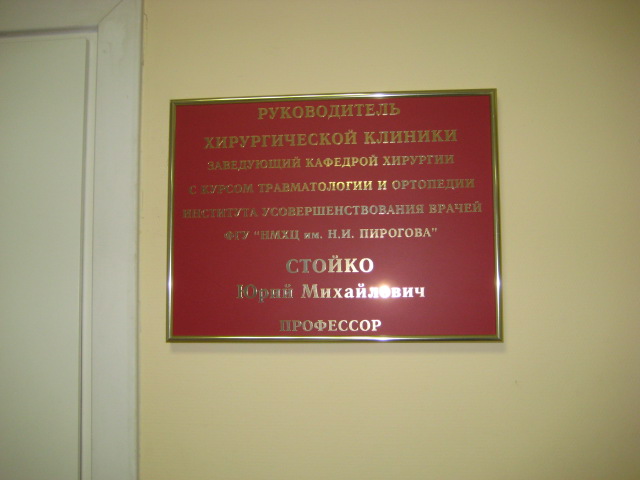 РУКОВОДИТЕЛЬ
ХИРУРГИЧЕСКОЙ КЛИНИКИ
ЗАВЕДУЮЩИЙ КАФЕДРОЙ ХИРУРГИИ
С КУРСОМ ТРАВМАТОЛОГИИ И ОРТОПЕДИИ
ИНСТИТУТА УСОВЕРШЕНСТВОВАНИЯ ВРАЧЕЙ
ФГУ "НМХЦ им. Н.И. ПИРОГОВА"
СТОЙКО
Юрий Михайлович
ПРОФЕССОР